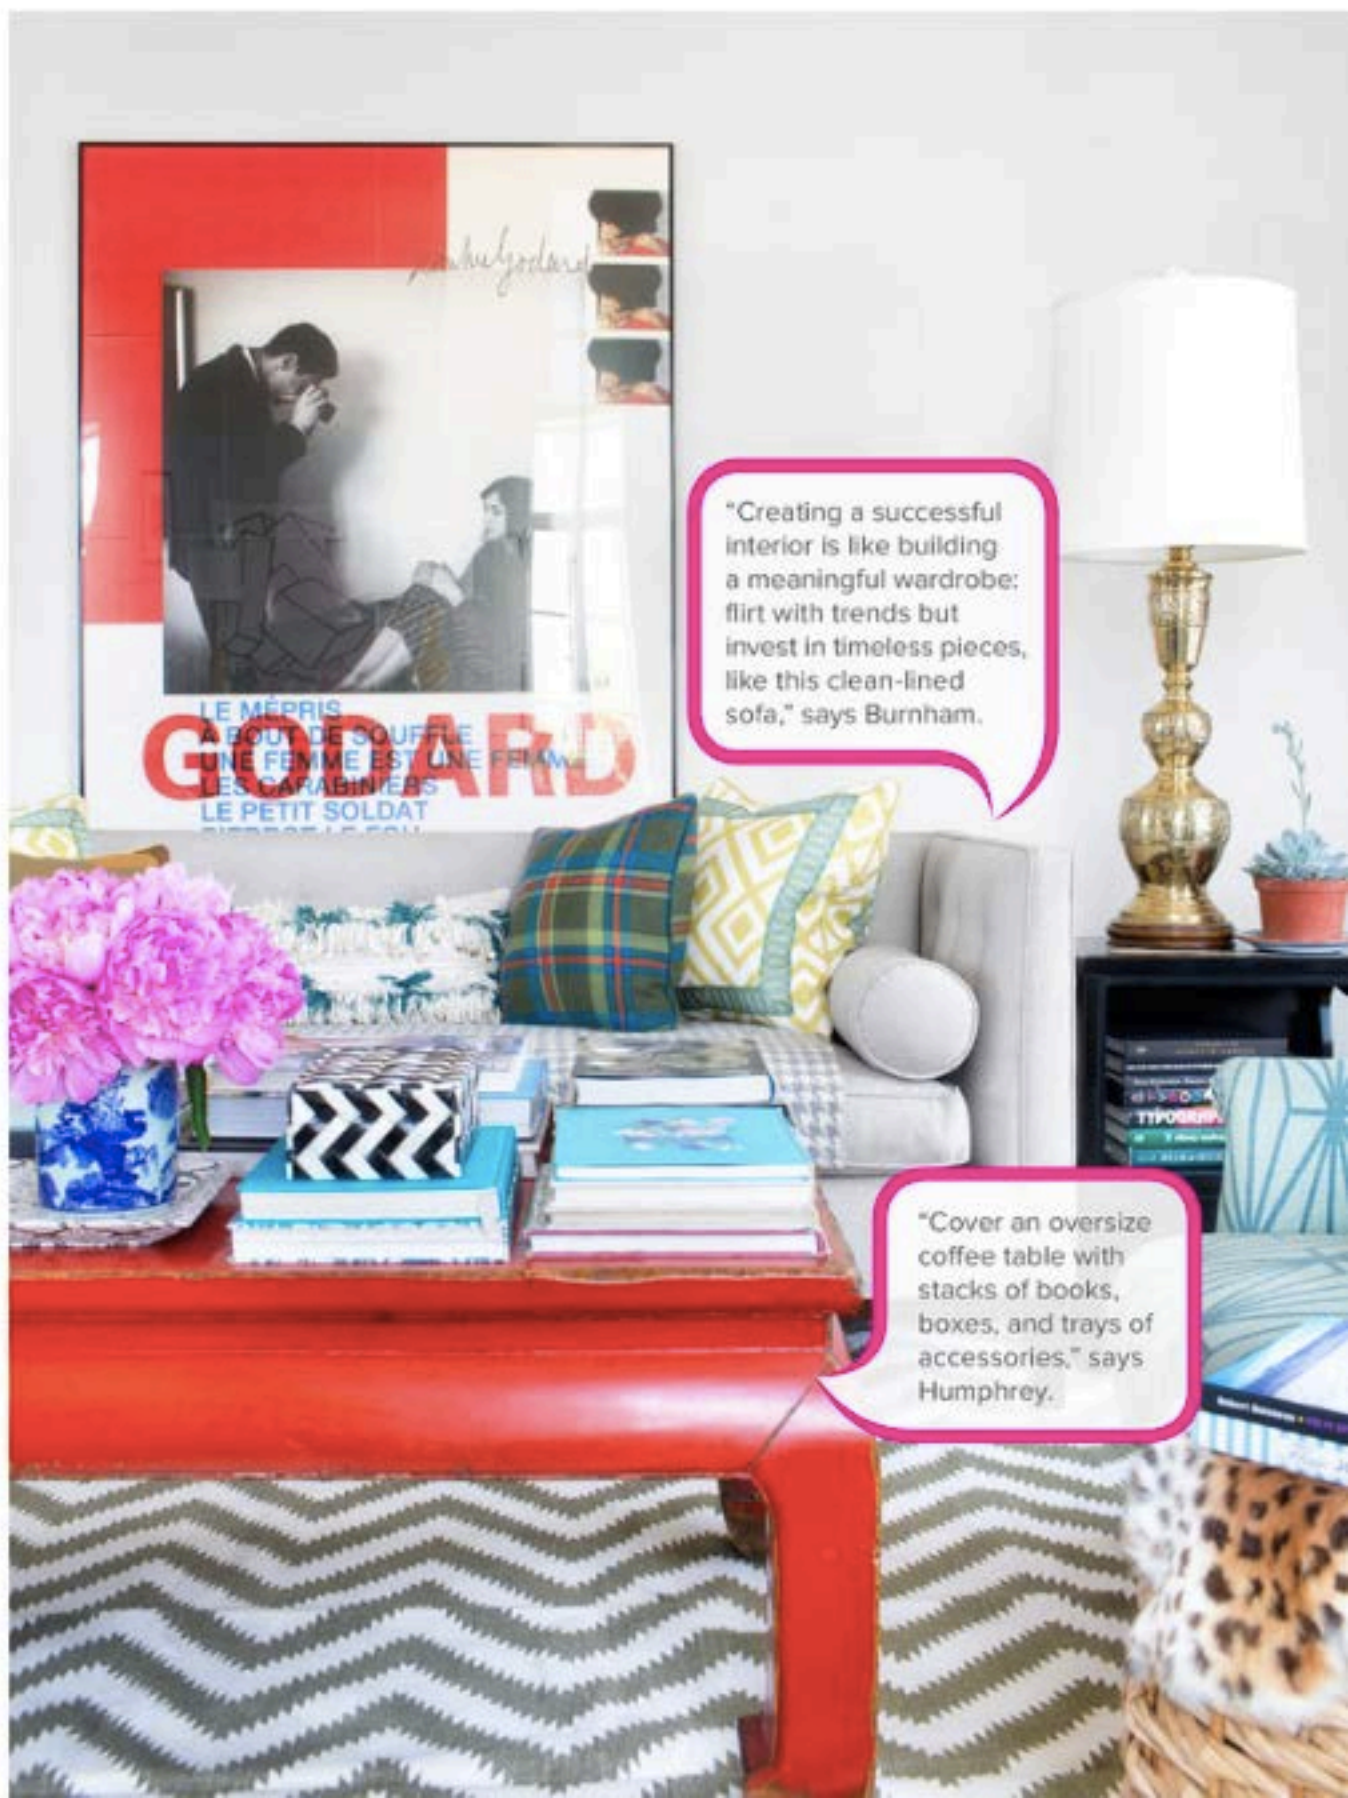 Godard
LE MÉPRIS
À BOUT DE SOUFFLE
UNE FEMME EST UNE FEMME
LES CARABINIERS
LE PETIT SOLDAT
GODARD
“Creating a successful
interior is like building
a meaningful wardrobe:
flirt with trends but
invest in timeless pieces,
like this clean-lined
sofa,” says Burnham.
TYPOGRAPH
“Cover an oversize
coffee table with
stacks of books,
boxes, and trays of
accessories,” says
Humphrey.